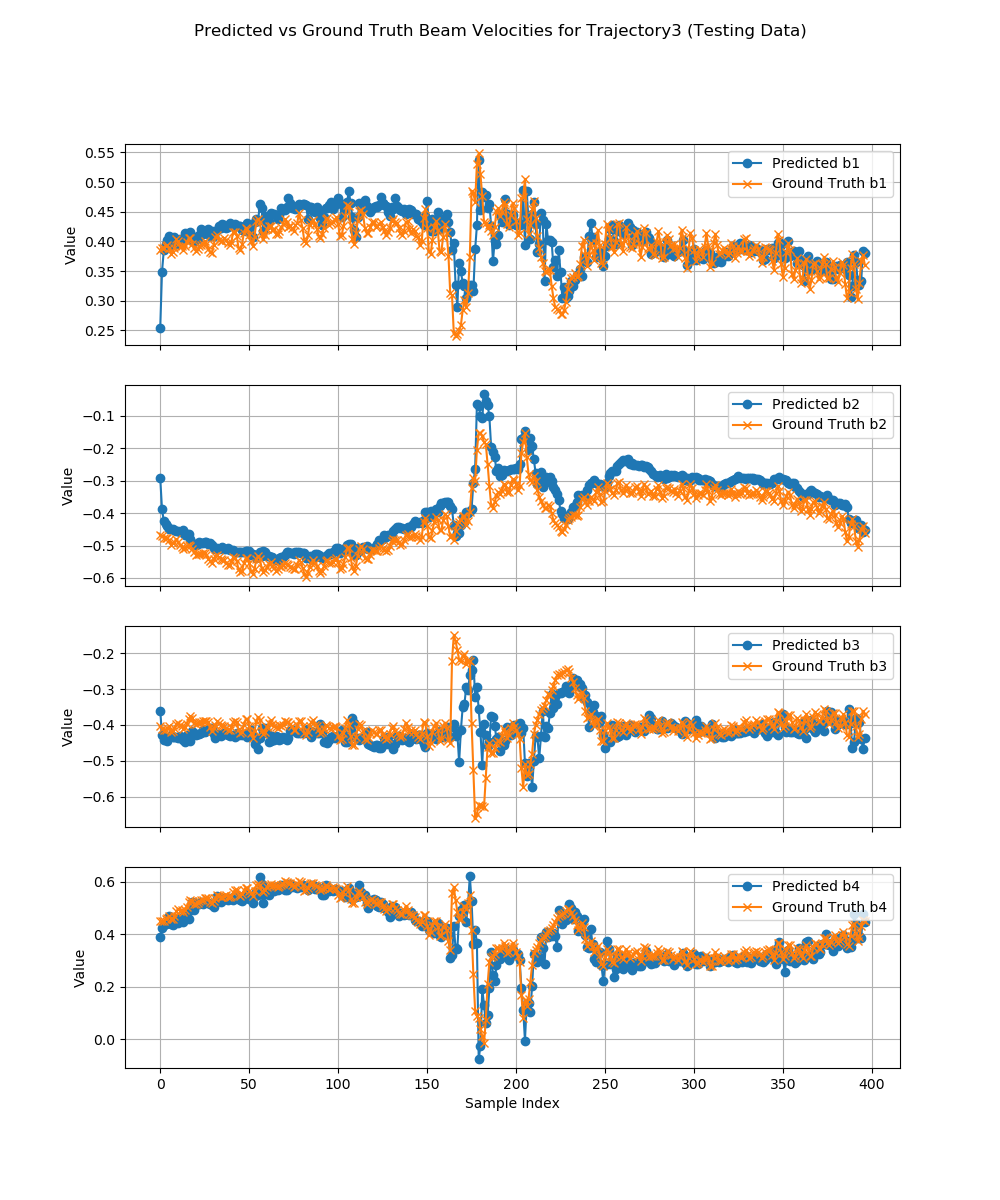 Predicted vs Ground Truth Beam Velocities for Trajectory3 (Testing Data)
0.55
0.50
0.45
0.40
0.35
0.30
0.25
Value
Predicted b1
Ground Truth b1
−0.1
−0.2
−0.3
−0.4
−0.5
−0.6
Value
Predicted b2
Ground Truth b2
−0.2
−0.3
−0.4
−0.5
−0.6
Value
Predicted b3
Ground Truth b3
0.6
0.4
0.2
0.0
Value
Predicted b4
Ground Truth b4
0 50 100 150 200 250 300 350 400
Sample Index